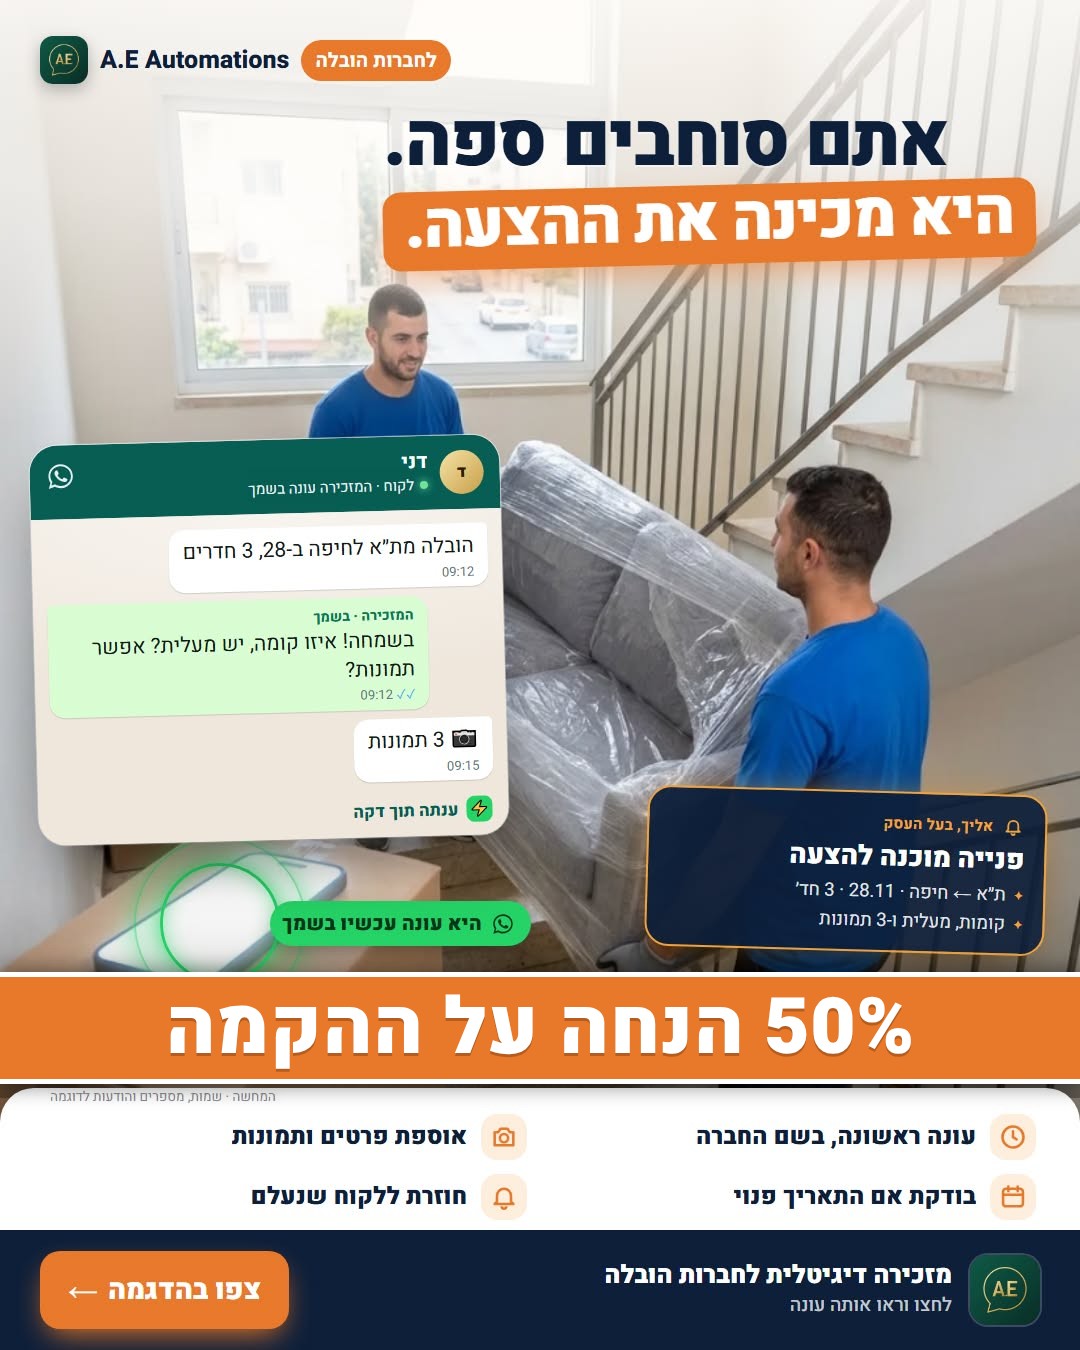 A.E Automations
לחברות הובלה
אתם סוחבים ספה.
היא מכינה את ההצעה.
ד
דני
לקוח · המזכירה עונה בשמך
הובלה מת״א לחיפה ב-28, 3 חדרים
09:12
המזכירה · בשמך
בשמחה! איזו קומה, יש מעלית? אפשר
תמונות?
09:12 ✓✓
📷 3 תמונות
09:15
ענתה תוך דקה
היא עונה עכשיו בשמך
אליך, בעל העסק
פנייה מוכנה להצעה
ת״א ← חיפה · 28.11 · 3 חד׳
קומות, מעלית ו-3 תמונות
50% הנחה על ההקמה
המחשה · שמות, מספרים והודעות לדוגמה
עונה ראשונה, בשם החברה
אוספת פרטים ותמונות
בודקת אם התאריך פנוי
חוזרת ללקוח שנעלם
AE
מזכירה דיגיטלית לחברות הובלה
לחצו וראו אותה עונה
צפו בהדגמה ←